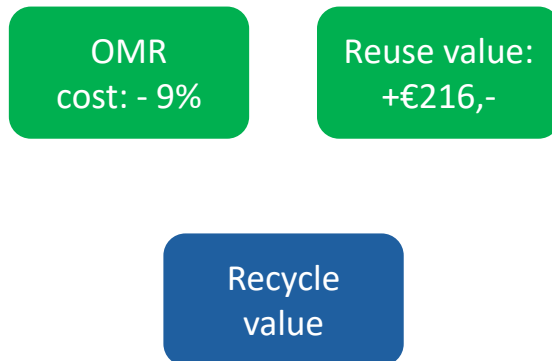 OMR
cost: - 9%
Reuse value:
+€216,-
Recycle
value